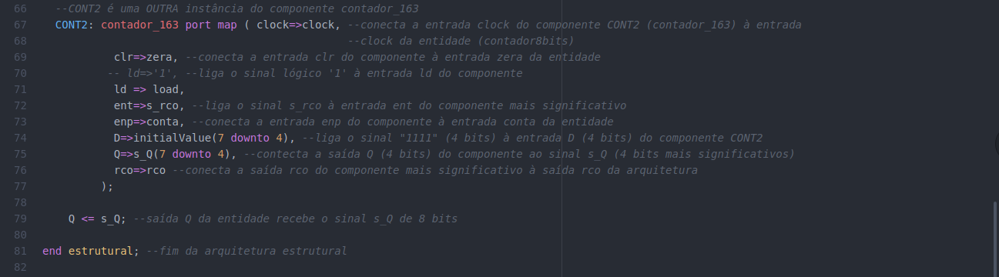 66 --CONT2 é uma OUTRA instância do componente contador_163
67 CONT2: contador_163 port map ( clock=>clock, --conecta a entrada clock do componente CONT2 (contador_163) à entrada
68 --clock da entidade (contador8bits)
69 clr=>zera, --conecta a entrada clr do componente à entrada zera da entidade
70 -- ld=>'1', --liga o sinal lógico '1' à entrada ld do componente
71 ld => load,
72 ent=>s_rco, --liga o sinal s_rco à entrada ent do componente mais significativo
73 enp=>conta, --conecta a entrada enp do componente à entrada conta da entidade
74 D=>initialValue(7 downto 4), --liga o sinal "1111" (4 bits) à entrada D (4 bits) do componente CONT2
75 Q=>s_Q(7 downto 4), --contecta a saida Q (4 bits) do componente ao sinal s_Q (4 bits mais significativos)
76 rco=>rco --conecta a saída rco do componente mais significativo à saída rco da arquitetura
77 );
78
79 Q <= s_Q; --saída Q da entidade recebe o sinal s_Q de 8 bits
80
81 end estrutural; --fim da arquitetura estrutural
82